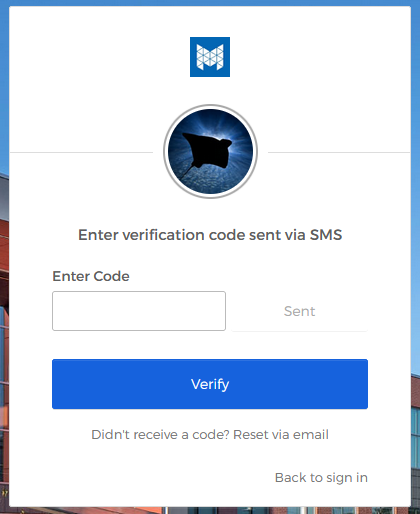 Enter verification code sent via SMS
Enter Code
Sent
Verify
Didn't receive a code? Reset via email
Back to sign in